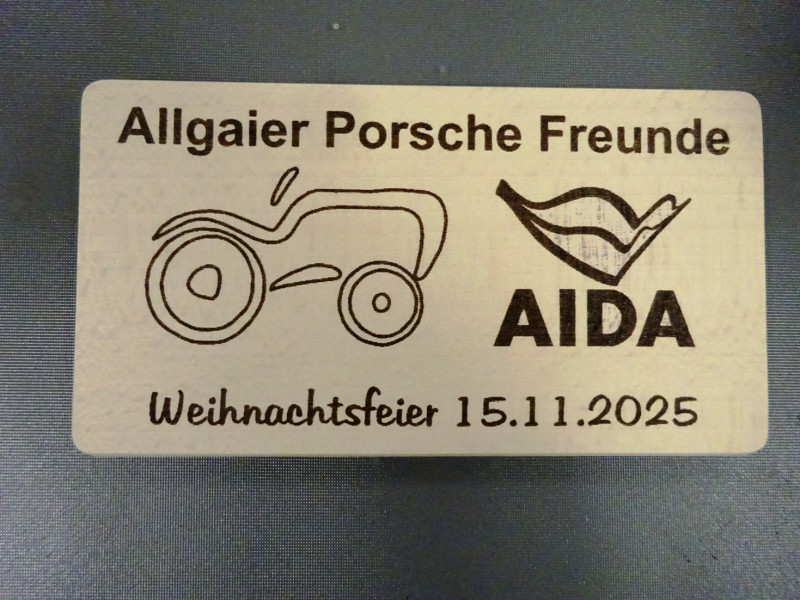 Allgaier Porsche Freunde
AIDA
Weihnachtsfeier 15.11.2025